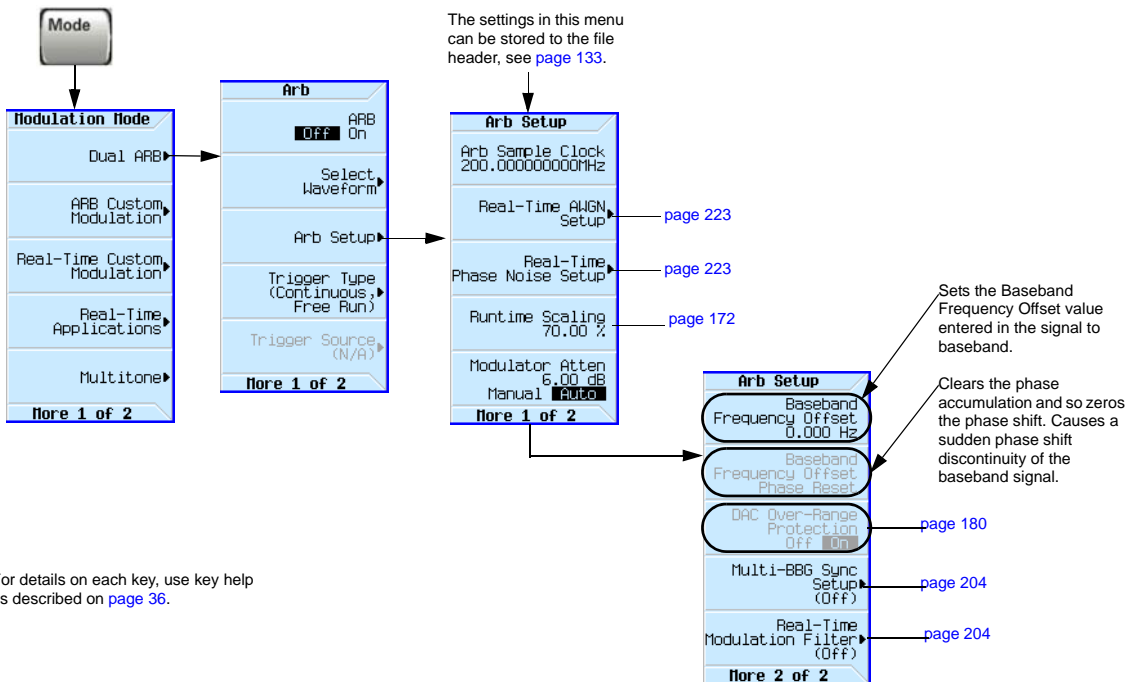 Mode
The settings in this menu
can be stored to the file
header, see page 133.
Modulation Mode
Dual ARB
ARB Custom
Modulation
Real-Time Custom
Modulation
Real-Time
Applications
Multitone
More 1 of 2
Arb
ARB
Off On
Select
Waveform
Arb Setup
Trigger Type
(Continuous,
Free Run)
Trigger Source
(N/A)
More 1 of 2
Arb Setup
Arb Sample Clock
200.000000000MHz
Real-Time AWGN
Setup
page 223
Real-Time
Phase Noise Setup
page 223
Runtime Scaling
70.00 %
page 172
Modulator Atten
6.00 dB
Manual Auto
More 1 of 2
Arb Setup
Baseband
Frequency Offset
0.000 Hz
Baseband
Frequency Offset
Phase Reset
DAC Over-Range
Protection
Off On
page 180
Multi-BBG Sync
Setup
(Off)
page 204
Real-Time
Modulation Filter
(Off)
page 204
More 2 of 2
Sets the Baseband
Frequency Offset value
entered in the signal to
baseband.
Clears the phase
accumulation and so zeros
the phase shift. Causes a
sudden phase shift
discontinuity of the
baseband signal.
or details on each key, use key help
s described on page 36.